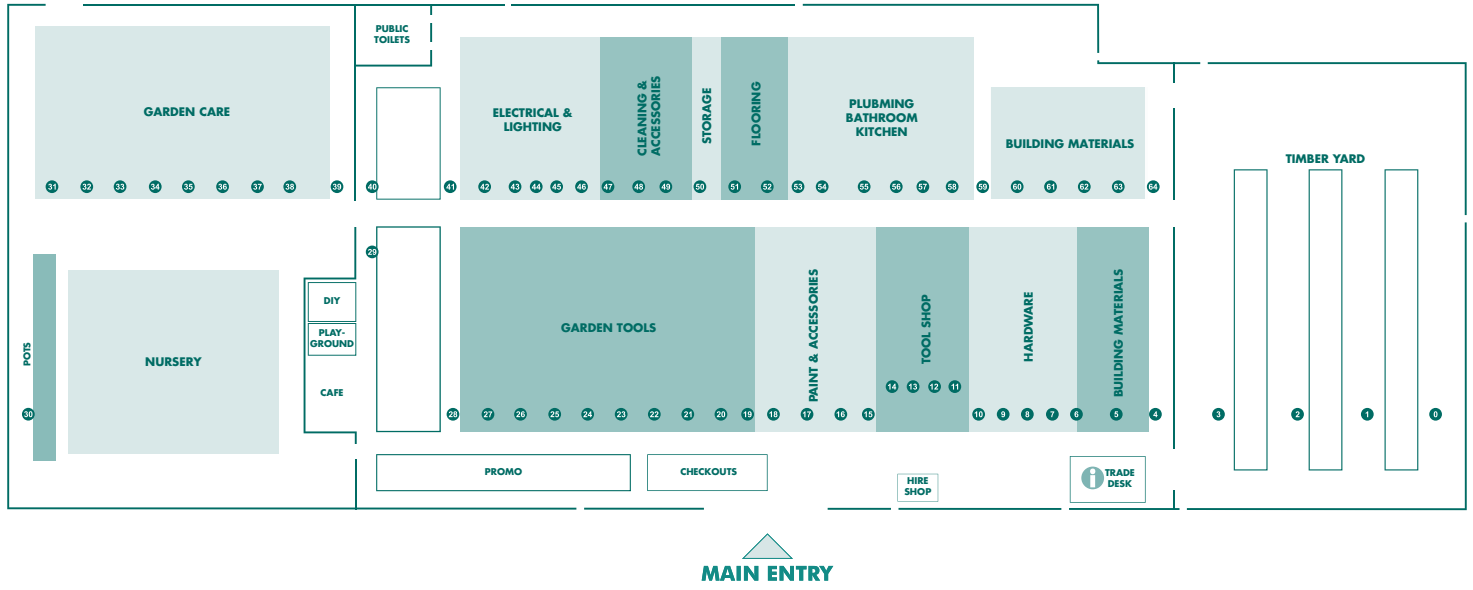 PUBLIC
TOILETS
GARDEN CARE
ELECTRICAL &
LIGHTING
CLEANING &
ACCESSORIES
STORAGE
FLOORING
PLUBMING
BATHROOM
KITCHEN
BUILDING MATERIALS
TIMBER YARD
31 32 33 34 35 36 37 38 39 40 41 42 43 44 45 46 47 48 49 50 51 52 53 54 55 56 57 58 59 60 61 62 63 64
29
DIY
PLAY-
GROUND
CAFE
POTS
NURSERY
GARDEN TOOLS
PAINT & ACCESSORIES
TOOL SHOP
HARDWARE
BUILDING MATERIALS
14 13 12 11
30 28 27 26 25 24 23 22 21 20 19 18 17 16 15 10 9 8 7 6 5 4 3 2 1 0
PROMO
CHECKOUTS
HIRE
SHOP
i TRADE
DESK
MAIN ENTRY